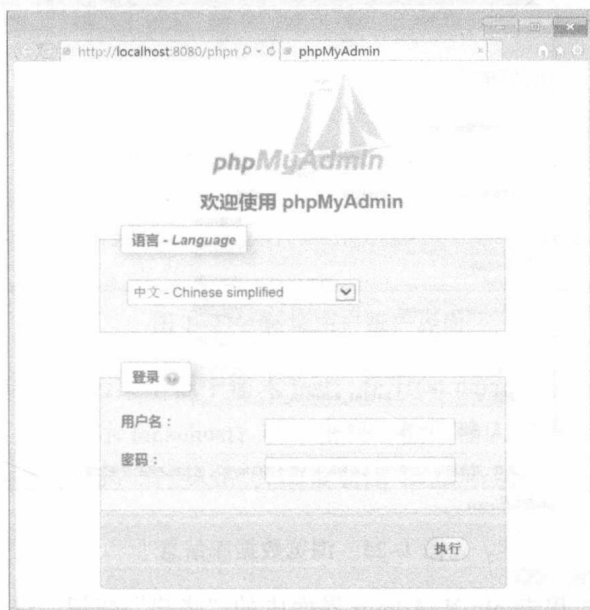 http://localhost:8080/phpn
phpMyAdmin
phpMyAdmin
欢迎使用 phpMyAdmin
语言 - Language
中文 - Chinese simplified
登录
用户名：
密码：
执行